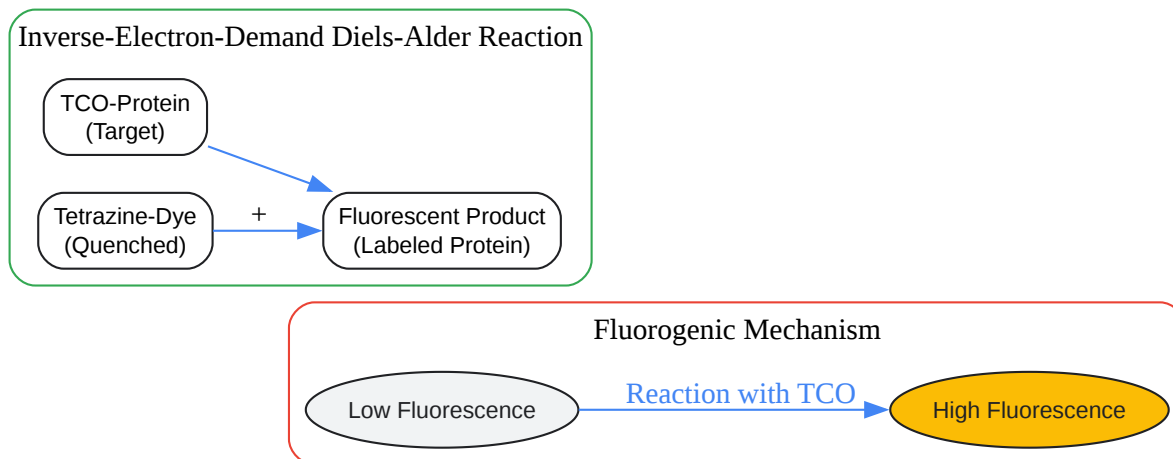 Inverse-Electron-Demand Diels-Alder Reaction
TCO-Protein
(Target)
Tetrazine-Dye
(Quenched)
+
Fluorescent Product
(Labeled Protein)
Fluorogenic Mechanism
Low Fluorescence
Reaction with TCO
High Fluorescence